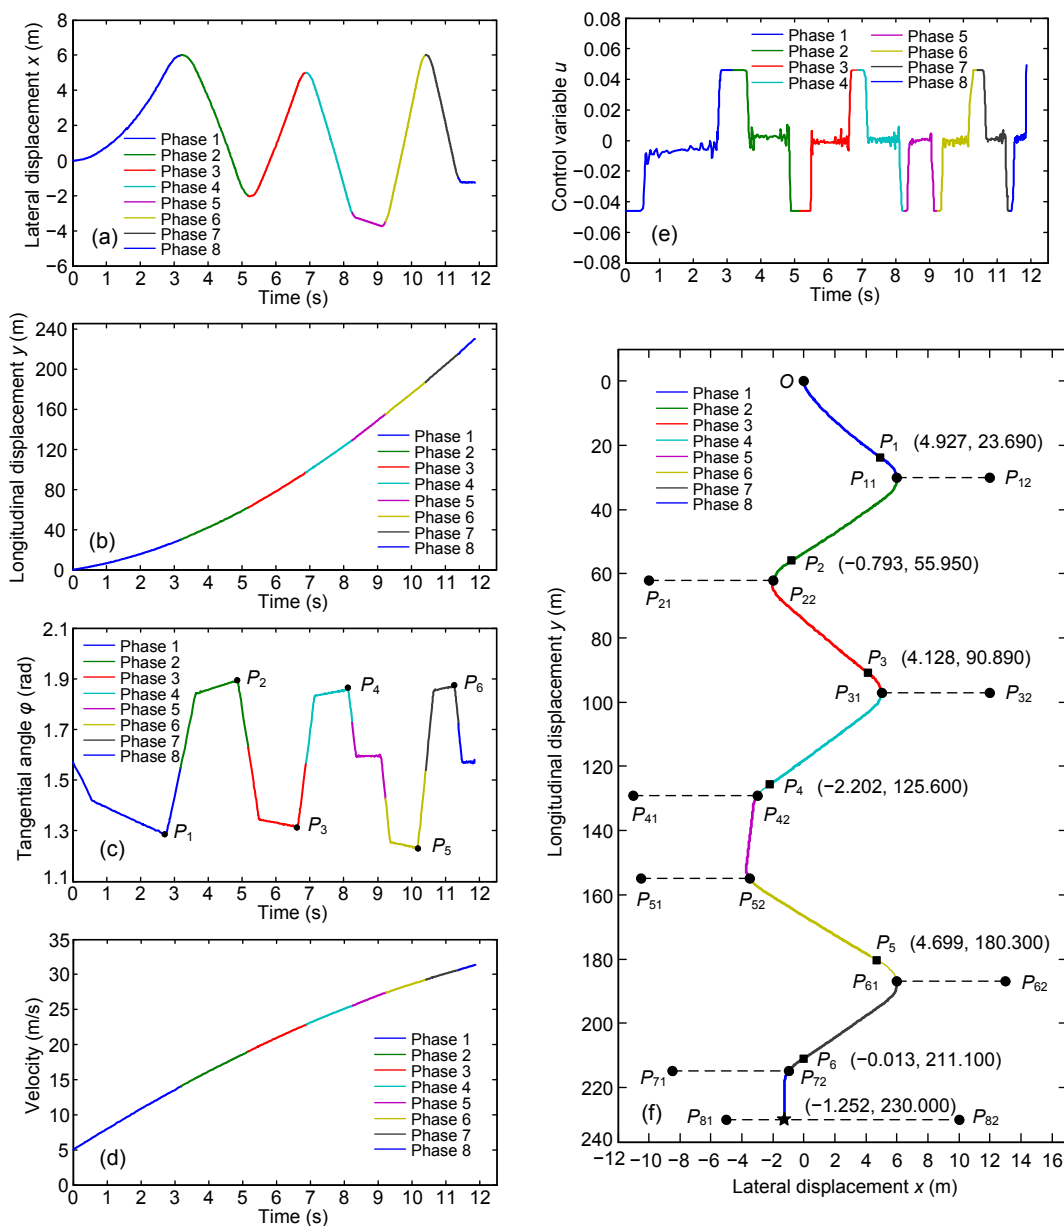 Lateral displacement x (m)
8
6
4
2
0
−2
−4
−6
Phase 1
Phase 2
Phase 3
Phase 4
Phase 5
Phase 6
Phase 7
Phase 8
(a)
0 1 2 3 4 5 6 7 8 9 10 11 12
Time (s)
Longitudinal displacement y (m)
240
200
160
120
80
40
0
Phase 1
Phase 2
Phase 3
Phase 4
Phase 5
Phase 6
Phase 7
Phase 8
(b)
0 1 2 3 4 5 6 7 8 9 10 11 12
Time (s)
Tangential angle φ (rad)
2.1
1.9
1.7
1.5
1.3
1.1
Phase 1
Phase 2
Phase 3
Phase 4
Phase 5
Phase 6
Phase 7
Phase 8
P2
P4
P6
P1
P3
P5
(c)
0 1 2 3 4 5 6 7 8 9 10 11 12
Time (s)
Velocity (m/s)
35
30
25
20
15
10
5
0
Phase 1
Phase 2
Phase 3
Phase 4
Phase 5
Phase 6
Phase 7
Phase 8
(d)
0 1 2 3 4 5 6 7 8 9 10 11 12
Time (s)
Control variable u
0.08
0.06
0.04
0.02
0
−0.02
−0.04
−0.06
−0.08
Phase 1
Phase 2
Phase 3
Phase 4
Phase 5
Phase 6
Phase 7
Phase 8
(e)
0 1 2 3 4 5 6 7 8 9 10 11 12
Time (s)
Longitudinal displacement y (m)
0
20
40
60
80
100
120
140
160
180
200
220
240
Phase 1
Phase 2
Phase 3
Phase 4
Phase 5
Phase 6
Phase 7
Phase 8
O
P1 (4.927, 23.690)
P11 P12
P2 (−0.793, 55.950)
P21 P22
P3 (4.128, 90.890)
P31 P32
P4 (−2.202, 125.600)
P41 P42
P51 P52
P5 (4.699, 180.300)
P61 P62
P6 (−0.013, 211.100)
P71 P72
(−1.252, 230.000)
P81 P82
(f)
−12 −10 −8 −6 −4 −2 0 2 4 6 8 10 12 14 16
Lateral displacement x (m)